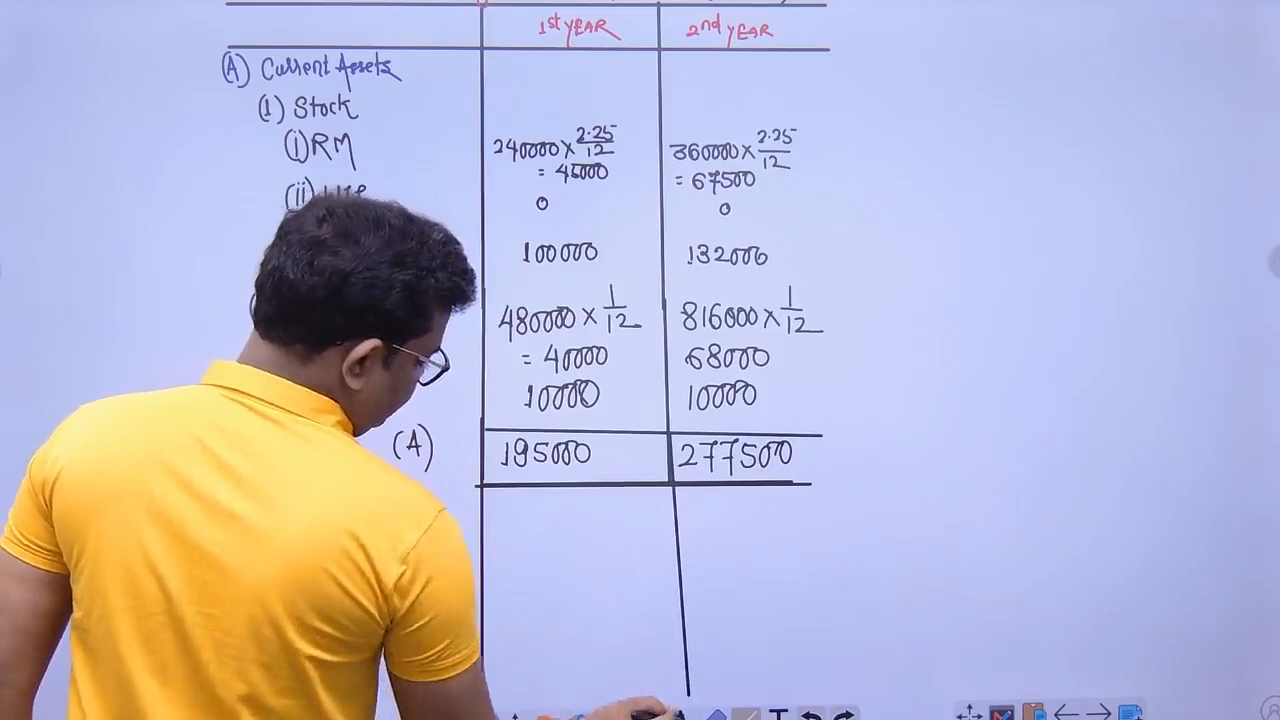 1st YEAR 2nd YEAR
(A) Current Assets
(1) Stock
(i) RM 240000 × 2.25/12 360000 × 2.25/12
= 45000 = 67500
(ii) 0 0
100000 132000
480000 × 1/12 816000 × 1/12
= 40000 68000
10000 10000
(A) 195000 277500